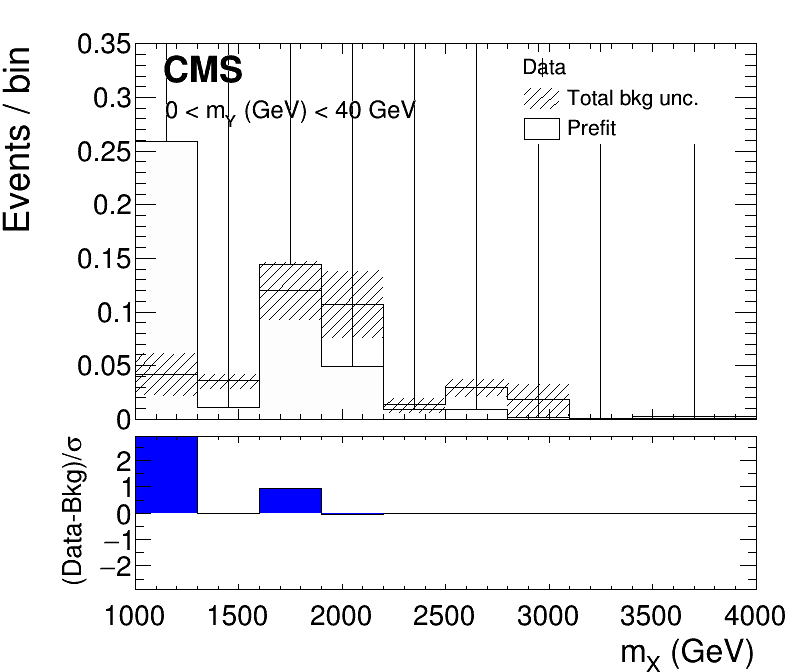 CMS
0 < mY (GeV) < 40 GeV
Data
Total bkg unc.
Prefit
Events / bin
0.35
0.3
0.25
0.2
0.15
0.1
0.05
0
(Data-Bkg)/σ
2
1
0
−1
−2
1000 1500 2000 2500 3000 3500 4000
mX (GeV)